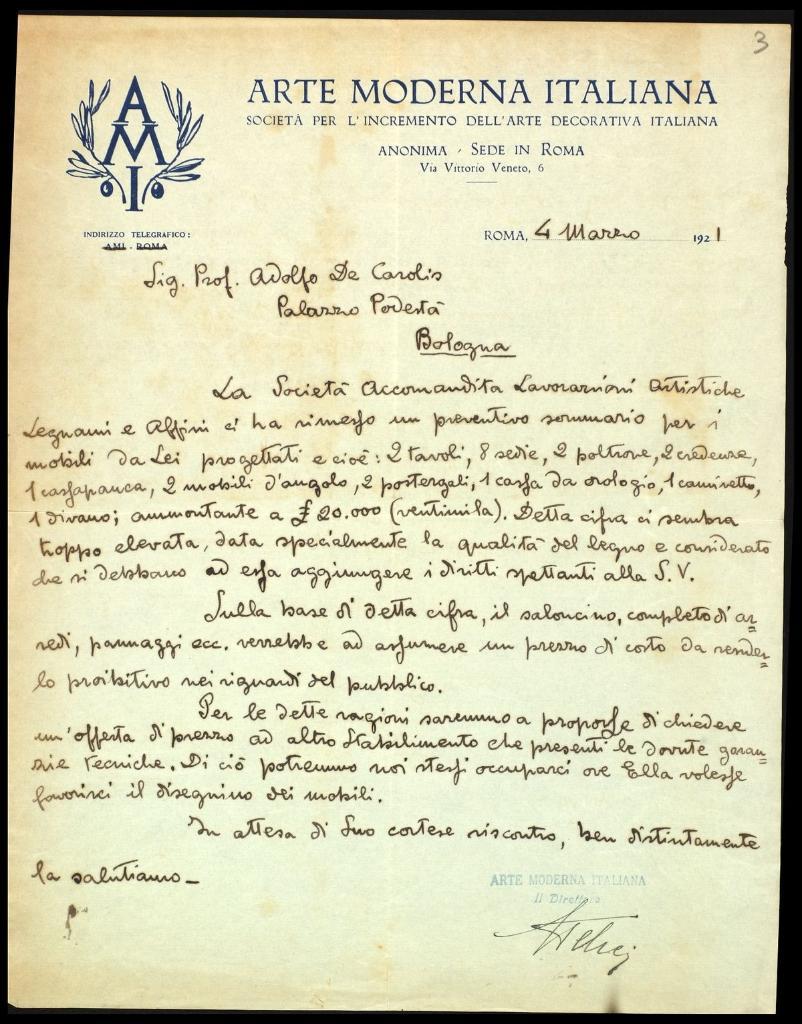 3
AMI
ARTE MODERNA ITALIANA
SOCIETÀ PER L'INCREMENTO DELL'ARTE DECORATIVA ITALIANA
ANONIMA - SEDE IN ROMA
Via Vittorio Veneto, 6
INDIRIZZO TELEGRAFICO:
AMI - ROMA
ROMA, 4 Marzo 1921
Sig. Prof. Adolfo De Carolis
Palazzo Podestà
Bologna
La Società Accomandita Lavorazioni Artistiche
Legnami e Affini ci ha rimesso un preventivo sommario per i
mobili da Lei progettati e cioè: 2 tavoli, 8 sedie, 2 poltrone, 2 credenze,
1 cassapanca, 2 mobili d'angolo, 2 postergali, 1 cassa da orologio, 1 caminetto,
1 divano; ammontante a £ 20.000 (ventimila). Detta cifra ci sembra
troppo elevata, data specialmente la qualità del legno e considerato
che si debbano ad essa aggiungere i diritti spettanti alla S. V.
Sulla base di detta cifra, il saloncino, completo di ar=
redi, pannaggi ecc. verrebbe ad assumere un prezzo di costo da render=
lo proibitivo nei riguardi del pubblico.
Per le dette ragioni saremmo a proporle di chiedere
un'offerta di prezzo ad altro Stabilimento che presenti le dovute garan=
zie tecniche. Di ciò potremmo noi stessi occuparci ove Ella volesse
favorirci il disegnino dei mobili.
In attesa di Suo cortese riscontro, ben distintamente
la salutiamo -
ARTE MODERNA ITALIANA
Il Direttore